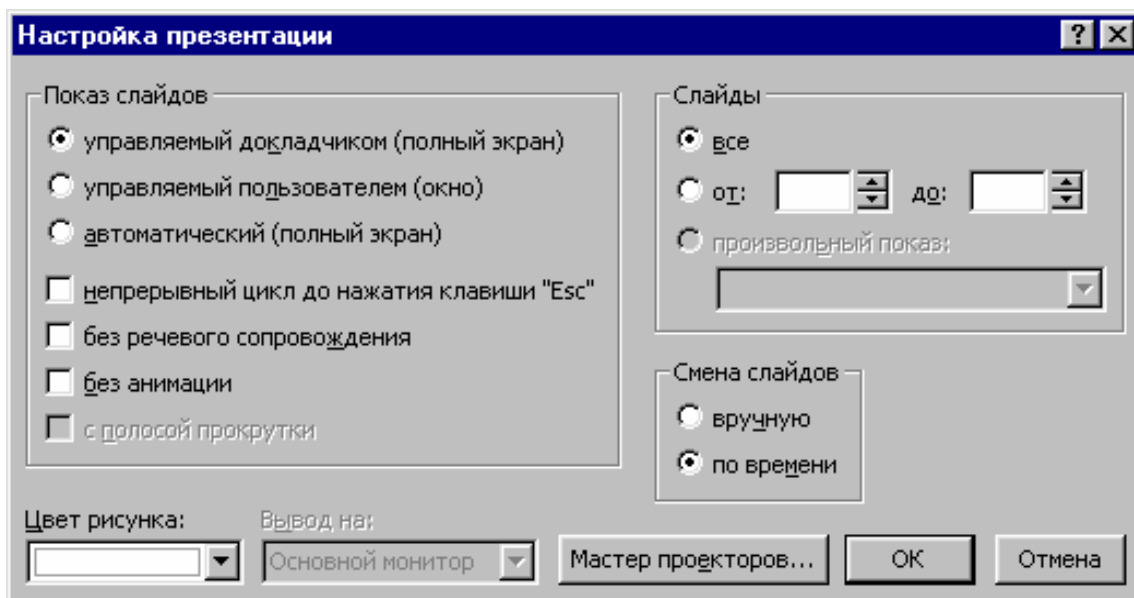 Настройка презентации
Показ слайдов
управляемый докладчиком (полный экран)
управляемый пользователем (окно)
автоматический (полный экран)
непрерывный цикл до нажатия клавиши "Esc"
без речевого сопровождения
без анимации
с полосой прокрутки
Слайды
все
от: до:
произвольный показ:
Смена слайдов
вручную
по времени
Цвет рисунка: Вывод на:
Основной монитор Мастер проекторов... ОК Отмена